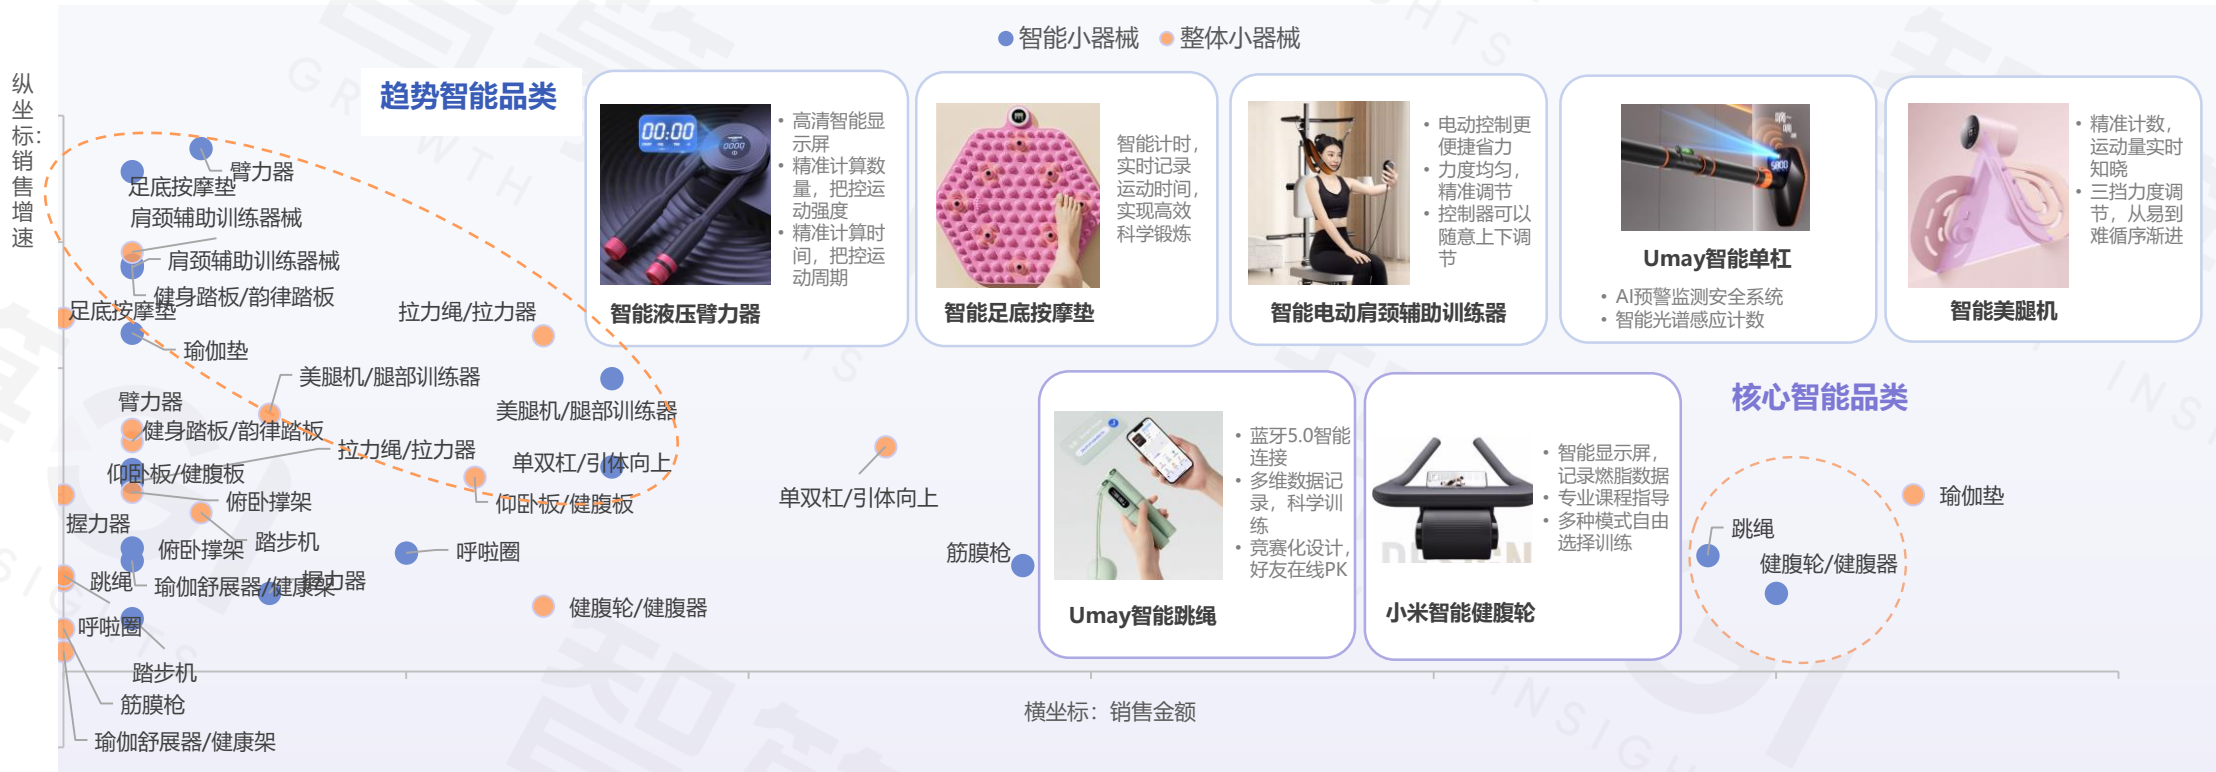 智能小器械
整体小器械
纵坐标：销售增速
趋势智能品类
臂力器
足底按摩垫
肩颈辅助训练器械
肩颈辅助训练器械
健身踏板/韵律踏板
足底按摩垫
拉力绳/拉力器
瑜伽垫
美腿机/腿部训练器
臂力器
美腿机/腿部训练器
健身踏板/韵律踏板
拉力绳/拉力器
单双杠/引体向上
仰卧板/健腹板
俯卧撑架
仰卧板/健腹板
单双杠/引体向上
握力器
俯卧撑架
踏步机
呼啦圈
筋膜枪
跳绳
瑜伽舒展器/健康架
握力器
健腹轮/健腹器
呼啦圈
踏步机
筋膜枪
瑜伽舒展器/健康架
横坐标：销售金额
00:00
• 高清智能显
示屏
• 精准计算数
量，把控运
动强度
• 精准计算时
间，把控运
动周期
智能液压臂力器
智能计时，
实时记录
运动时间，
实现高效
科学锻炼
智能足底按摩垫
• 电动控制更
便捷省力
• 力度均匀，
精准调节
• 控制器可以
随意上下调
节
智能电动肩颈辅助训练器
Umay智能单杠
• AI预警监测安全系统
• 智能光谱感应计数
• 精准计数，
运动量实时
知晓
• 三挡力度调
节，从易到
难循序渐进
智能美腿机
• 蓝牙5.0智能
连接
• 多维数据记
录，科学训
练
• 竞赛化设计，
好友在线PK
Umay智能跳绳
• 智能显示屏，
记录燃脂数据
• 专业课程指导
• 多种模式自由
选择训练
小米智能健腹轮
核心智能品类
瑜伽垫
跳绳
健腹轮/健腹器
GROWTH
INSIGHTS